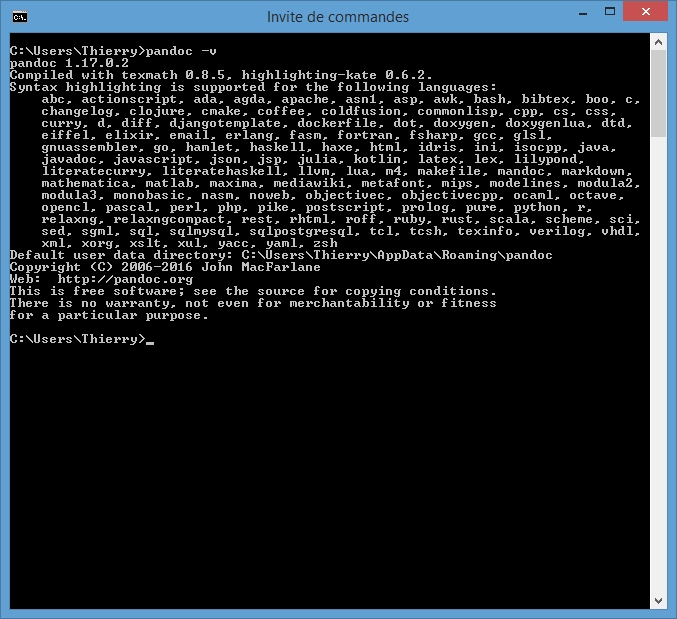 Invite de commandes
C:\Users\Thierry>pandoc -v
pandoc 1.17.0.2
Compiled with texmath 0.8.5, highlighting-kate 0.6.2.
Syntax highlighting is supported for the following languages:
    abc, actionscript, ada, agda, apache, asn1, asp, awk, bash, bibtex, boo, c,
    changelog, clojure, cmake, coffee, coldfusion, commonlisp, cpp, cs, css,
    curry, d, diff, djangotemplate, dockerfile, dot, doxygen, doxygenlua, dtd,
    eiffel, elixir, email, erlang, fasm, fortran, fsharp, gcc, glsl,
    gnuassembler, go, hamlet, haskell, haxe, html, idris, ini, isocpp, java,
    javadoc, javascript, json, jsp, julia, kotlin, latex, lex, lilypond,
    literatecurry, literatehaskell, llvm, lua, m4, makefile, mandoc, markdown,
    mathematica, matlab, maxima, mediawiki, metafont, mips, modelines, modula2,
    modula3, monobasic, nasm, noweb, objectivec, objectivecpp, ocaml, octave,
    opencl, pascal, perl, php, pike, postscript, prolog, pure, python, r,
    relaxng, relaxngcompact, rest, rhtml, roff, ruby, rust, scala, scheme, sci,
    sed, sgml, sql, sqlmysql, sqlpostgresql, tcl, tcsh, texinfo, verilog, vhdl,
    xml, xorg, xslt, xul, yacc, yaml, zsh
Default user data directory: C:\Users\Thierry\AppData\Roaming\pandoc
Copyright (C) 2006-2016 John MacFarlane
Web:  http://pandoc.org
This is free software; see the source for copying conditions.
There is no warranty, not even for merchantability or fitness
for a particular purpose.
C:\Users\Thierry>_